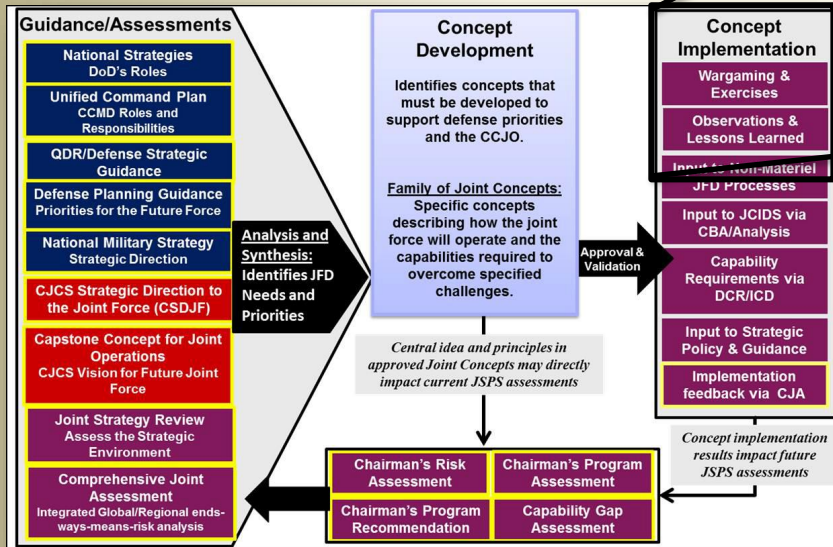 Guidance/Assessments
National Strategies
DoD's Roles
Unified Command Plan
CCMD Roles and
Responsibilities
QDR/Defense Strategic
Guidance
Defense Planning Guidance
Priorities for the Future Force
National Military Strategy
Strategic Direction
CJCS Strategic Direction to
the Joint Force (CSDJF)
Capstone Concept for Joint
Operations
CJCS Vision for Future Joint
Force
Joint Strategy Review
Assess the Strategic
Environment
Comprehensive Joint
Assessment
Integrated Global/Regional ends-
ways-means-risk analysis
Analysis and
Synthesis:
Identifies JFD
Needs and
Priorities
Concept
Development
Identifies concepts that
must be developed to
support defense priorities
and the CCJO.
Family of Joint Concepts:
Specific concepts
describing how the joint
force will operate and the
capabilities required to
overcome specified
challenges.
Approval &
Validation
Central idea and principles in
approved Joint Concepts may directly
impact current JSPS assessments
Concept
Implementation
Wargaming &
Exercises
Observations &
Lessons Learned
Input to Non-Materiel
JFD Processes
Input to JCIDS via
CBA/Analysis
Capability
Requirements via
DCR/ICD
Input to Strategic
Policy & Guidance
Implementation
feedback via CJA
Concept implementation
results impact future
JSPS assessments
Chairman's Risk
Assessment
Chairman's Program
Assessment
Chairman's Program
Recommendation
Capability Gap
Assessment